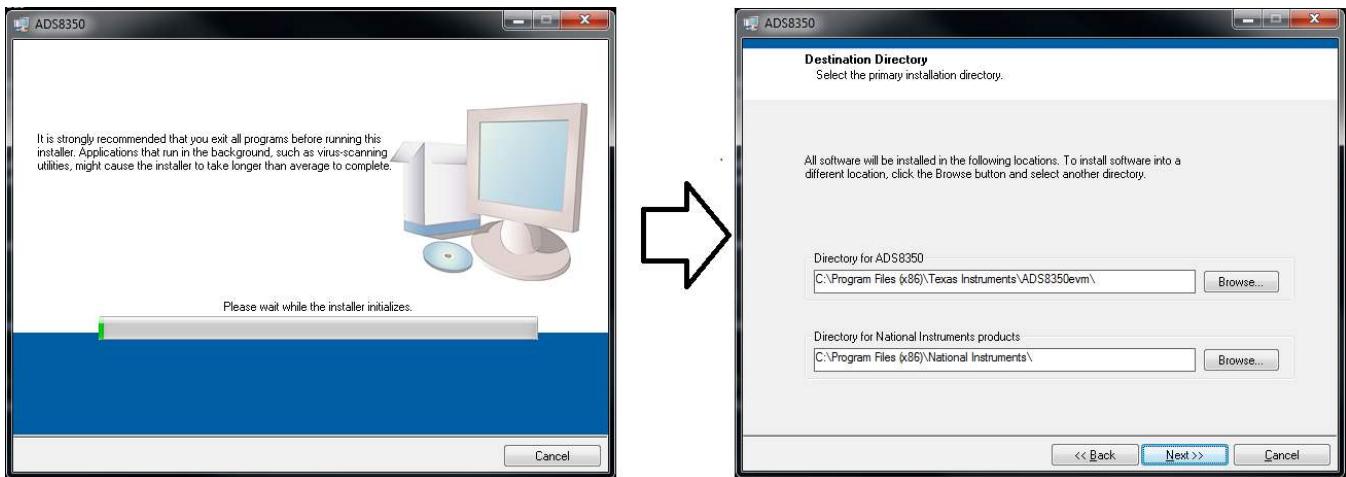 ADS8350
It is strongly recommended that you exit all programs before running this
installer. Applications that run in the background, such as virus-scanning
utilities, might cause the installer to take longer than average to complete.
Please wait while the installer initializes.
Cancel
ADS8350
Destination Directory
Select the primary installation directory.
All software will be installed in the following locations. To install software into a
different location, click the Browse button and select another directory.
Directory for ADS8350
C:\Program Files (x86)\Texas Instruments\ADS8350evm\
Browse...
Directory for National Instruments products
C:\Program Files (x86)\National Instruments\
Browse...
<< Back
Next >>
Cancel